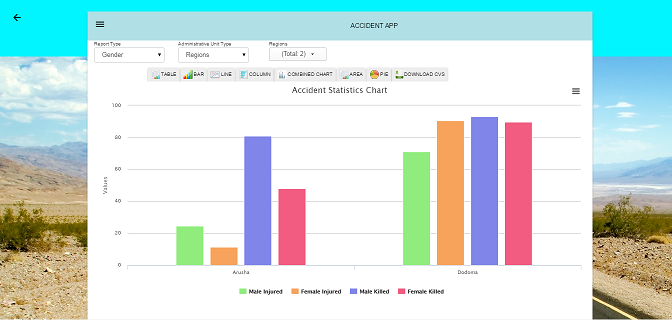 ACCIDENT APP
Report Type Administrative Unit Type Regions
Gender Regions (Total: 2)
TABLE BAR LINE COLUMN COMBINED CHART AREA PIE DOWNLOAD CVS
Accident Statistics Chart
100
80
60
40
20
0
Values
Arusha Dodoma
Male Injured Female Injured Male Killed Female Killed